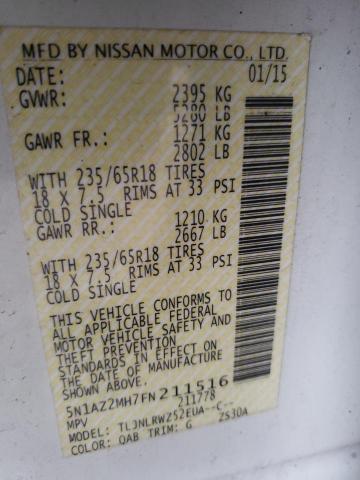 MFD BY NISSAN MOTOR CO., LTD.
DATE: 01/15
GVWR: 2395 KG
5280 LB
GAWR FR.: 1271 KG
2802 LB
WITH 235/65R18 TIRES
18 X 7.5 RIMS AT 33 PSI
COLD SINGLE
GAWR RR.: 1210 KG
2667 LB
WITH 235/65R18 TIRES
18 X 7.5 RIMS AT 33 PSI
COLD SINGLE
THIS VEHICLE CONFORMS TO
ALL APPLICABLE FEDERAL
MOTOR VEHICLE SAFETY AND
THEFT PREVENTION
STANDARDS IN EFFECT ON
THE DATE OF MANUFACTURE
SHOWN ABOVE.
5N1AZ2MH7FN211516
MPV 211778
MODEL: TLJNLRWZ52EUA--C--
COLOR: QAB TRIM: G Z530A